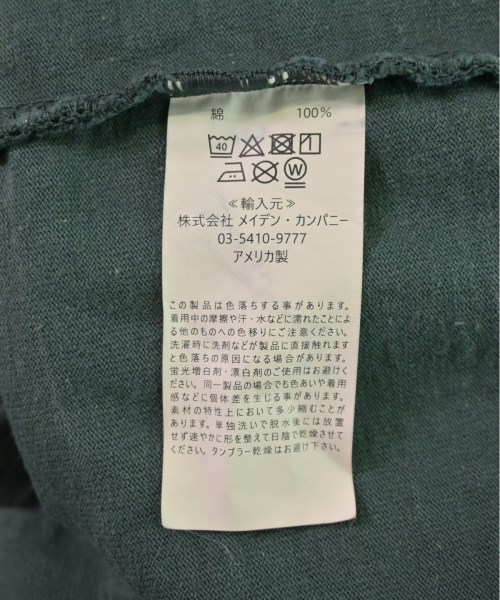 綿 100%
40
W
≪輸入元≫
株式会社 メイデン・カンパニー
03-5410-9777
アメリカ製
この製品は色落ちする事があります。
着用中の摩擦や汗・水などに濡れたことによ
る他のものへの色移りにご注意ください。
洗濯時に洗剤などが製品に直接触れます
と色落ちの原因になる場合があります。
蛍光増白剤・漂白剤のご使用はお避けく
ださい。同一製品の場合でも色あいや着用
感などに個体差を生じる事があります。
素材の特性上において多少縮むことが
あります。単独洗いで脱水後には放置
せず速やかに形を整えて日陰で乾燥させて
ください。タンブラー乾燥はお避け下さい。